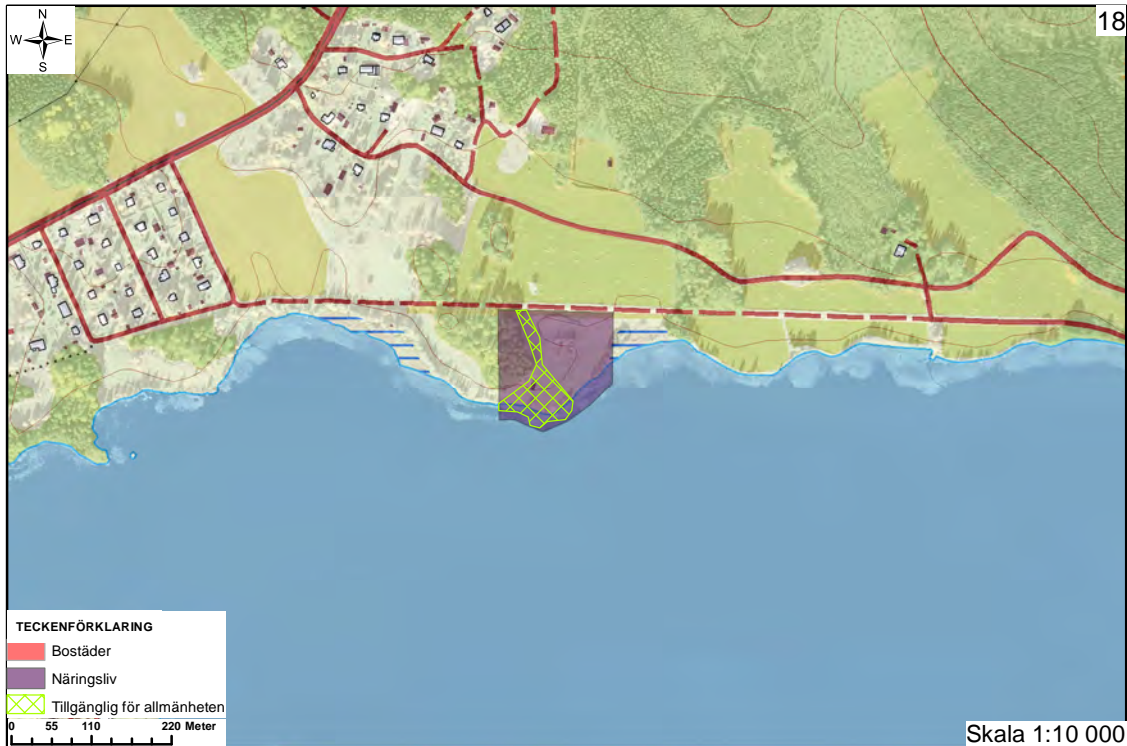 N
W E
S
18
TECKENFÖRKLARING
Bostäder
Näringsliv
Tillgänglig för allmänheten
0 55 110 220 Meter
Skala 1:10 000